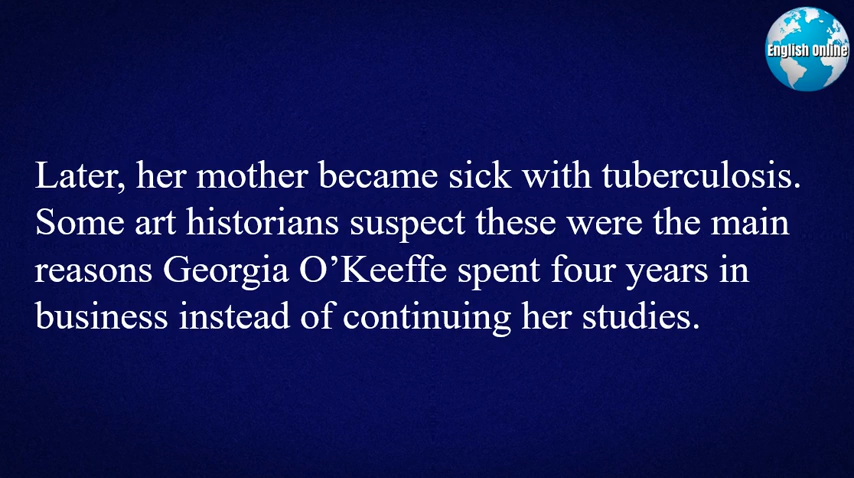 English Online
Later, her mother became sick with tuberculosis.
Some art historians suspect these were the main
reasons Georgia O’Keeffe spent four years in
business instead of continuing her studies.